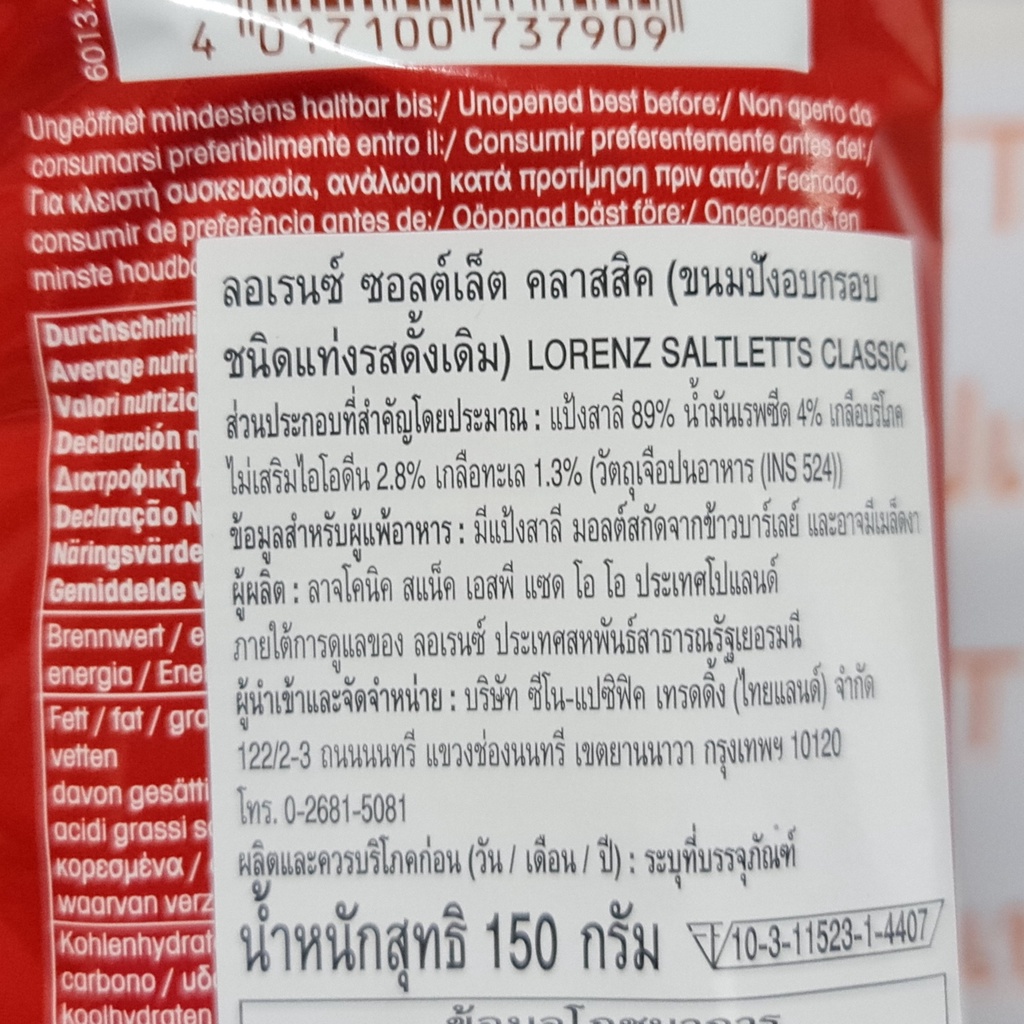 6013
4 017100 737909
Ungeöffnet mindestens haltbar bis:/ Unopened best before:/ Non aperto da
consumarsi preferibilmente entro il:/ Consumir preferentemente antes del:/
Για κλειστή συσκευασία, ανάλωση κατά προτίμηση πριν από:/ Fechado,
consumir de preferência antes de:/ Oöppnad bäst före:/ Ongeopend, ten
minste houdb
ลอเรนซ์ ซอลต์เล็ต คลาสสิค (ขนมปังอบกรอบ
ชนิดแท่งรสดั้งเดิม) LORENZ SALTLETTS CLASSIC
ส่วนประกอบที่สำคัญโดยประมาณ : แป้งสาลี 89% น้ำมันเรพซีด 4% เกลือบริโภค
ไม่เสริมไอโอดีน 2.8% เกลือทะเล 1.3% (วัตถุเจือปนอาหาร (INS 524))
ข้อมูลสำหรับผู้แพ้อาหาร : มีแป้งสาลี มอลต์สกัดจากข้าวบาร์เลย์ และอาจมีเมล็ดงา
ผู้ผลิต : ลาจโคนิค สแน็ค เอสพี แซด โอ โอ ประเทศโปแลนด์
ภายใต้การดูแลของ ลอเรนซ์ ประเทศสหพันธ์สาธารณรัฐเยอรมนี
ผู้นำเข้าและจัดจำหน่าย : บริษัท ซีโน-แปซิฟิค เทรดดิ้ง (ไทยแลนด์) จำกัด
122/2-3 ถนนนนทรี แขวงช่องนนทรี เขตยานนาวา กรุงเทพฯ 10120
โทร. 0-2681-5081
ผลิตและควรบริโภคก่อน (วัน / เดือน / ปี) : ระบุที่บรรจุภัณฑ์
น้ำหนักสุทธิ 150 กรัม
10-3-11523-1-4407
ข้อมูลโภชนาการ
Durchschnittli
Average nutri
Valori nutrizio
Declaración n
Διατροφική
Declaração N
Näringsvärde
Gemiddelde v
Brennwert / e
energia / Ene
Fett / fat / gra
vetten
davon gesätti
acidi grassi s
κορεσμένα /
waarvan verz
Kohlenhydrat
carbono / υδ
koolhydraten